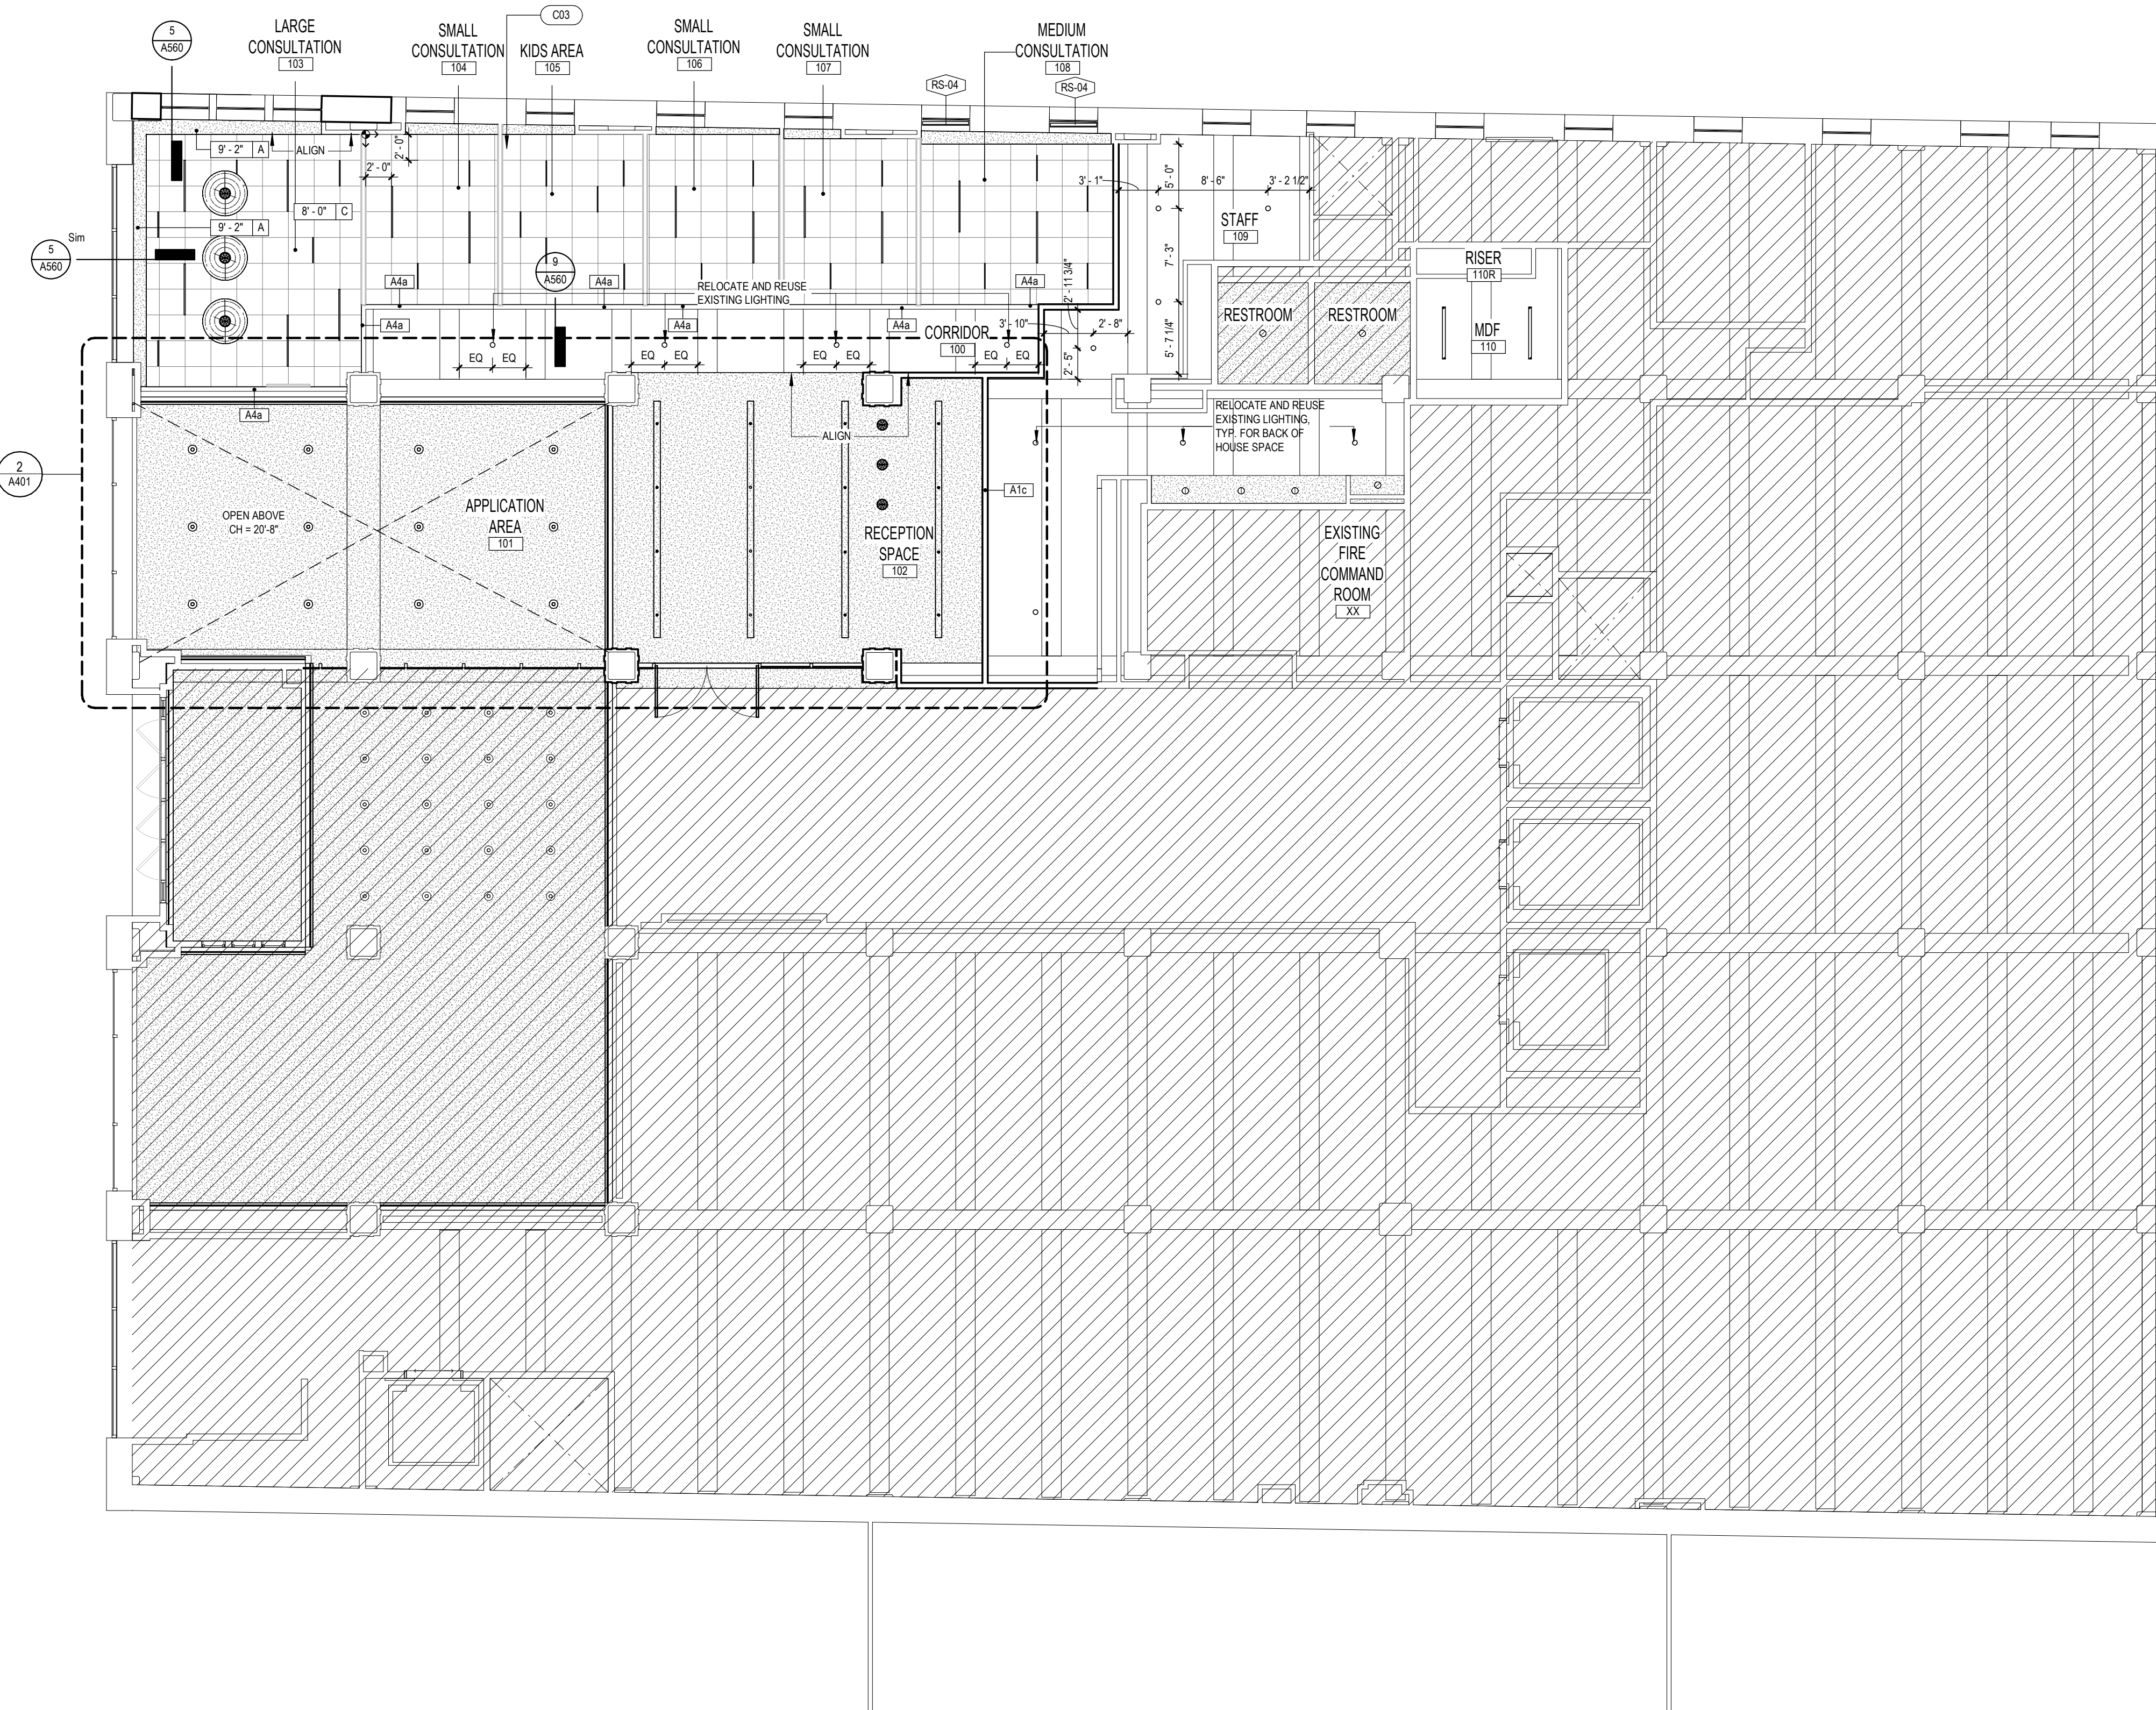 C03
5
A560
LARGE
CONSULTATION
103
SMALL
CONSULTATION
104
KIDS AREA
105
SMALL
CONSULTATION
106
SMALL
CONSULTATION
107
MEDIUM
CONSULTATION
108
RS-04
RS-04
9' - 2" A
ALIGN
2' - 0"
2' - 0"
8' - 0" C
9' - 2" A
5
A560
Sim
9
A560
A4a
A4a
A4a
RELOCATE AND REUSE
EXISTING LIGHTING
A4a
A4a
A4a
CORRIDOR
100
EQ
EQ
EQ
EQ
EQ
EQ
EQ
EQ
3' - 1"
8' - 6"
3' - 2 1/2"
5' - 0"
7' - 3"
5' - 7 1/4"
2' - 11 3/4"
3' - 10"
2' - 8"
2' - 5"
STAFF
109
RESTROOM
RESTROOM
RISER
110R
MDF
110
A4a
ALIGN
RELOCATE AND REUSE
EXISTING LIGHTING,
TYP. FOR BACK OF
HOUSE SPACE
2
A401
OPEN ABOVE
CH = 20'-8"
APPLICATION
AREA
101
RECEPTION
SPACE
102
A1c
EXISTING
FIRE
COMMAND
ROOM
XX